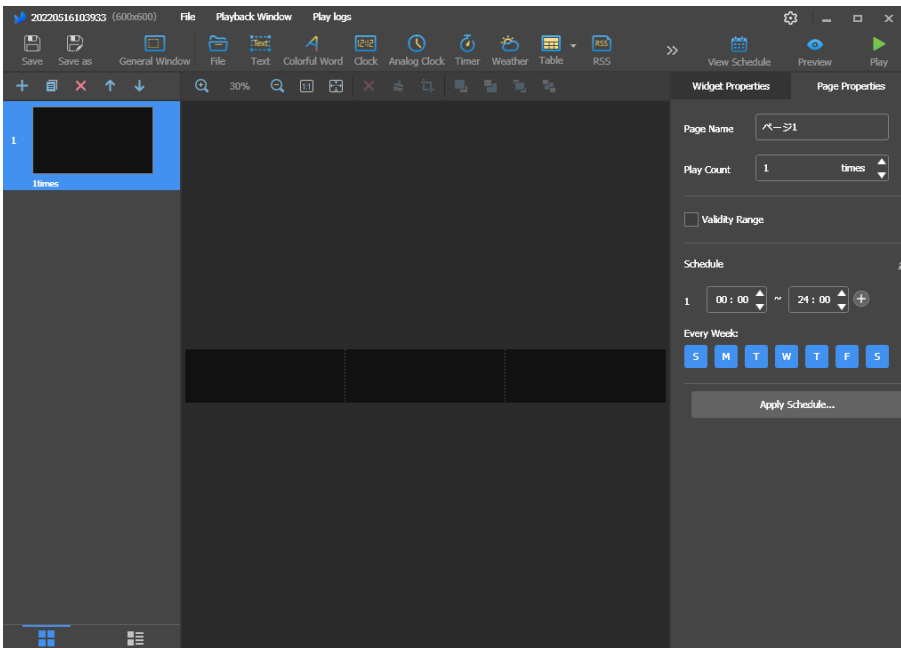 20220516103933 (600x600) File Playback Window Play logs
Save Save as General Window File Text Colorful Word Clock Analog Clock Timer Weather Table RSS View Schedule Preview Play
Text 12:12 RSS
30% 1:1
Widget Properties Page Properties
1
1times
Page Name ページ1
Play Count 1 times
Validity Range
Schedule
1 00 : 00 ~ 24 : 00
Every Week:
S M T W T F S
Apply Schedule...